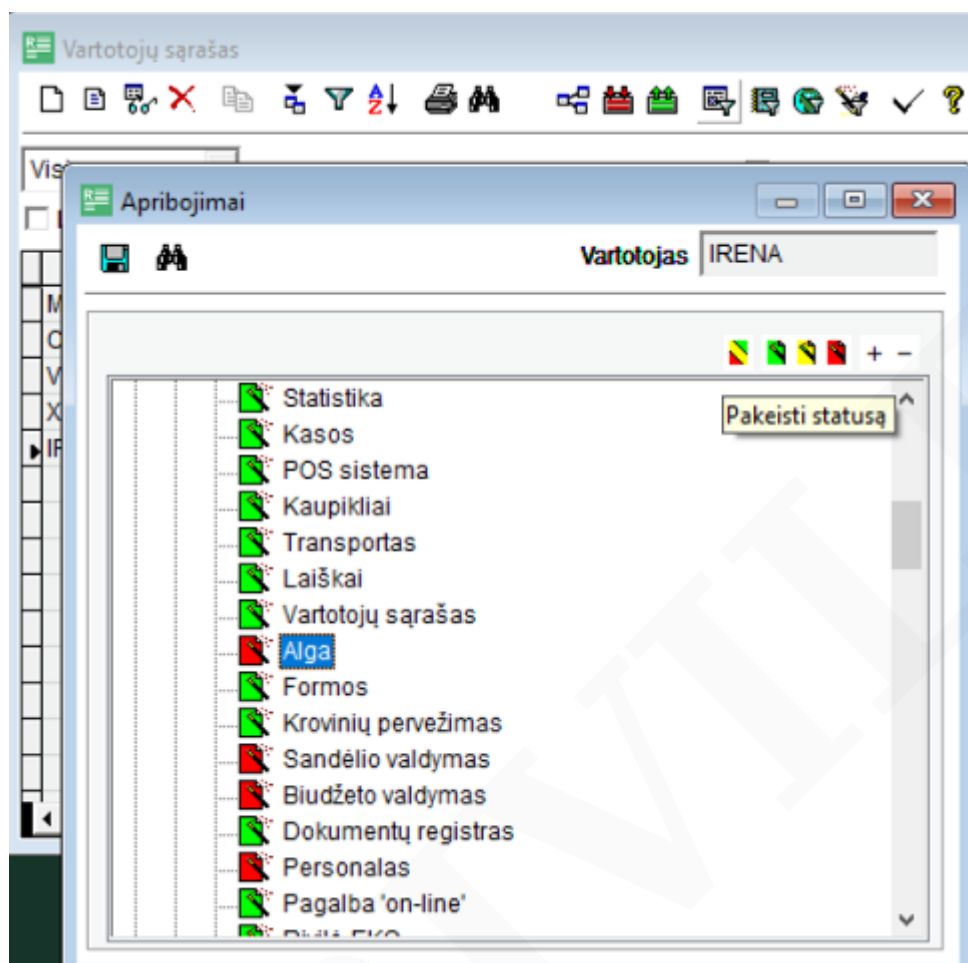 Vartotojų sąrašas
Apribojimai
Vartotojas IRENA
Pakeisti statusą
Statistika
Kasos
POS sistema
Kaupikliai
Transportas
Laiškai
Vartotojų sąrašas
Alga
Formos
Krovinių pervežimas
Sandėlio valdymas
Biudžeto valdymas
Dokumentų registras
Personalas
Pagalba 'on-line'